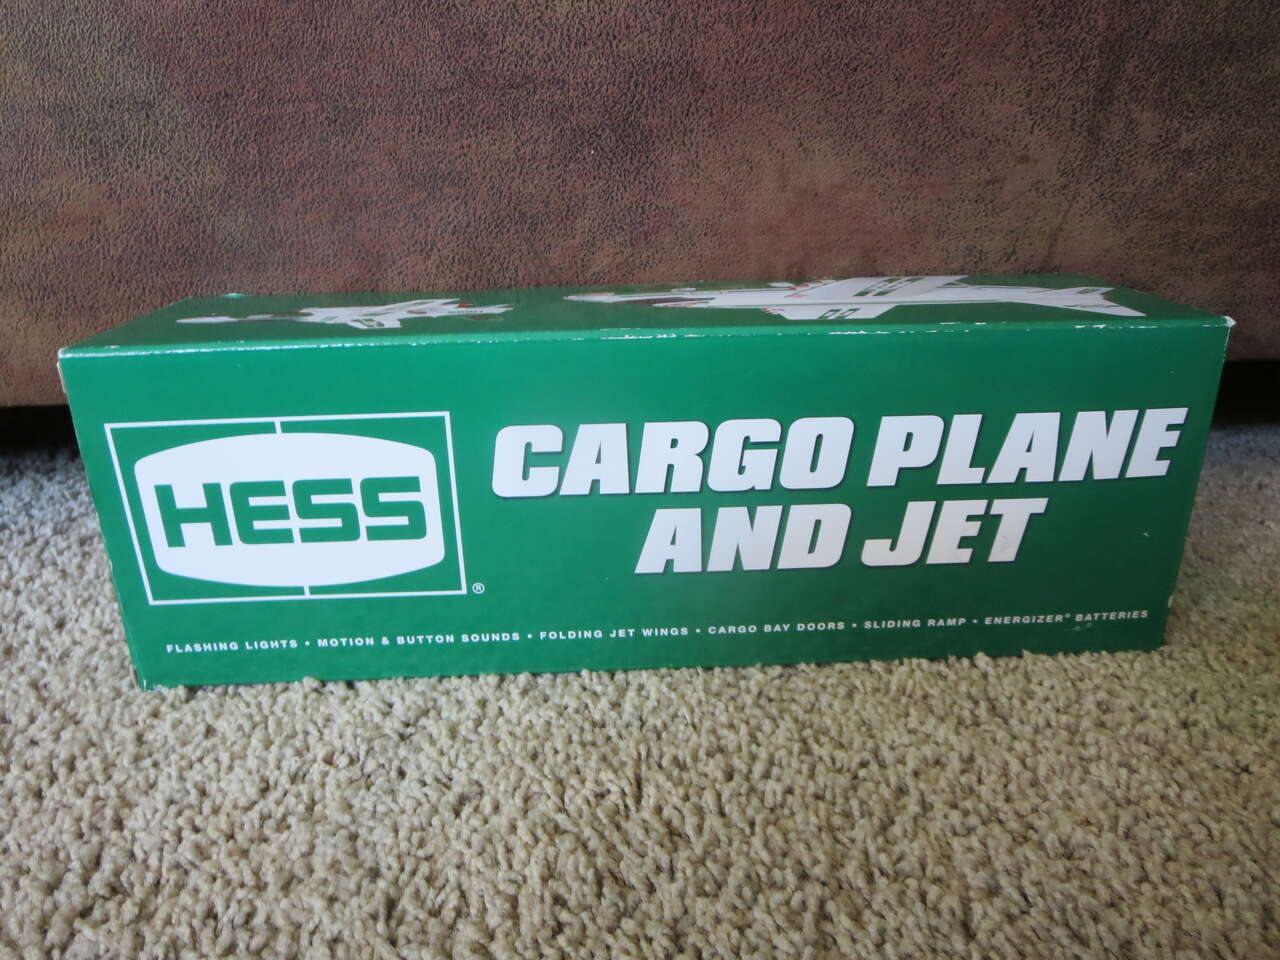 HESS®
CARGO PLANE
AND JET
FLASHING LIGHTS • MOTION & BUTTON SOUNDS • FOLDING JET WINGS • CARGO BAY DOORS • SLIDING RAMP • ENERGIZER® BATTERIES